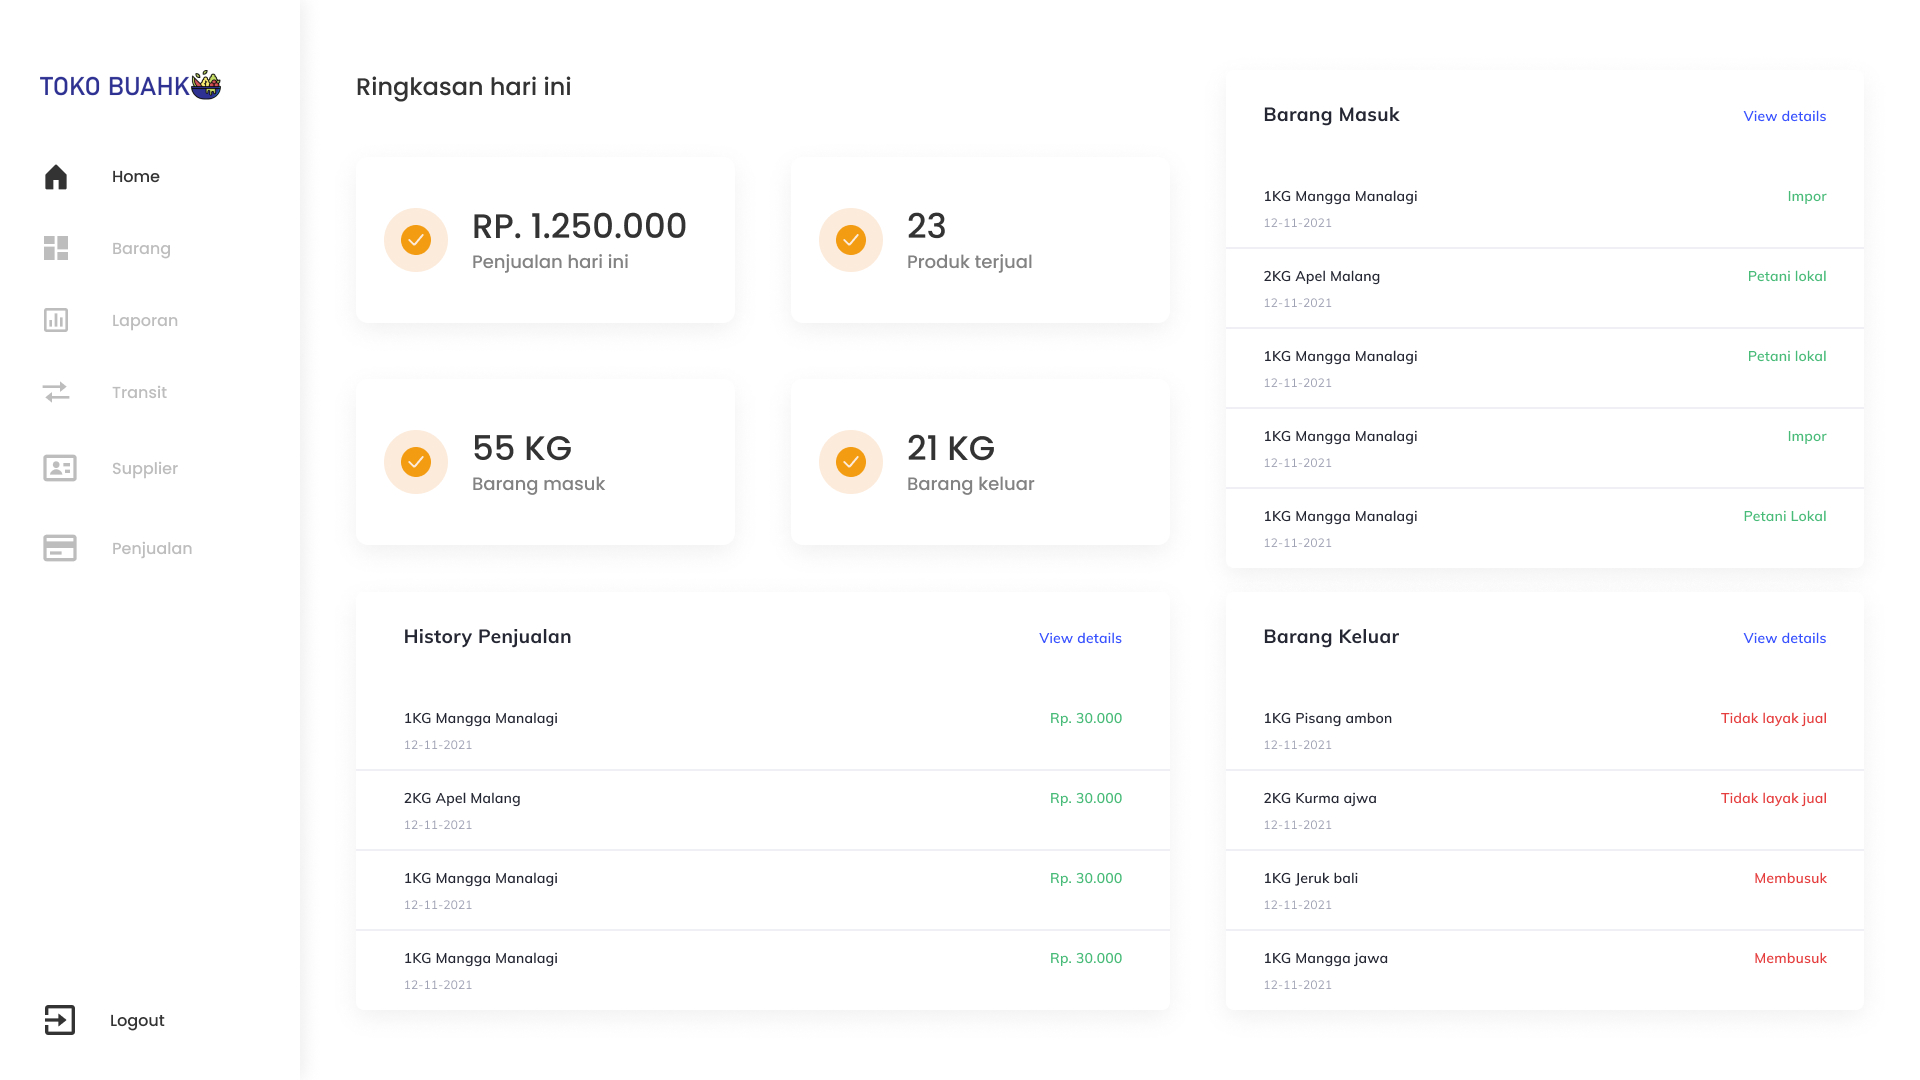 TOKO BUAHK
Home
Barang
Laporan
Transit
Supplier
Penjualan
Logout
Ringkasan hari ini
RP. 1.250.000
Penjualan hari ini
23
Produk terjual
55 KG
Barang masuk
21 KG
Barang keluar
Barang Masuk
View details
1KG Mangga Manalagi
Impor
12-11-2021
2KG Apel Malang
Petani lokal
12-11-2021
1KG Mangga Manalagi
Petani lokal
12-11-2021
1KG Mangga Manalagi
Impor
12-11-2021
1KG Mangga Manalagi
Petani Lokal
12-11-2021
History Penjualan
View details
1KG Mangga Manalagi
Rp. 30.000
12-11-2021
2KG Apel Malang
Rp. 30.000
12-11-2021
1KG Mangga Manalagi
Rp. 30.000
12-11-2021
1KG Mangga Manalagi
Rp. 30.000
12-11-2021
Barang Keluar
View details
1KG Pisang ambon
Tidak layak jual
12-11-2021
2KG Kurma ajwa
Tidak layak jual
12-11-2021
1KG Jeruk bali
Membusuk
12-11-2021
1KG Mangga jawa
Membusuk
12-11-2021